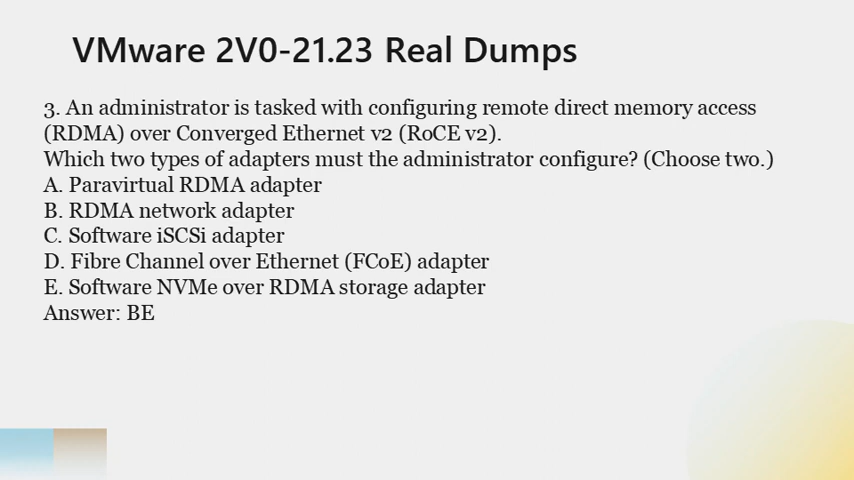 VMware 2V0-21.23 Real Dumps
3. An administrator is tasked with configuring remote direct memory access
(RDMA) over Converged Ethernet v2 (RoCE v2).
Which two types of adapters must the administrator configure? (Choose two.)
A. Paravirtual RDMA adapter
B. RDMA network adapter
C. Software iSCSi adapter
D. Fibre Channel over Ethernet (FCoE) adapter
E. Software NVMe over RDMA storage adapter
Answer: BE